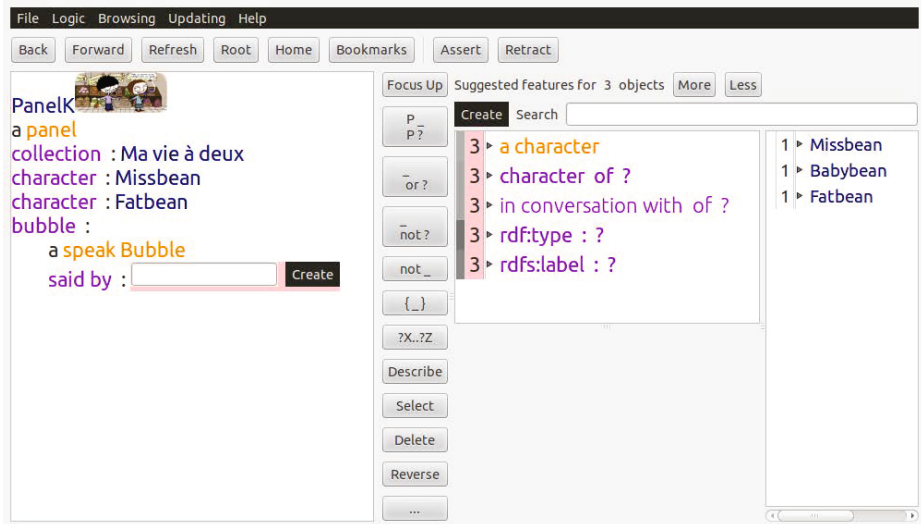 File Logic Browsing Updating Help
Back Forward Refresh Root Home Bookmarks Assert Retract
PanelK
a panel
collection : Ma vie à deux
character : Missbean
character : Fatbean
bubble :
a speak Bubble
said by : Create
Focus Up
P _
P ?
_
or ?
_
not ?
not _
{ _ }
?X..?Z
Describe
Select
Delete
Reverse
...
Suggested features for 3 objects More Less
Create Search
3 a character
3 character of ?
3 in conversation with of ?
3 rdf:type : ?
3 rdfs:label : ?
1 Missbean
1 Babybean
1 Fatbean